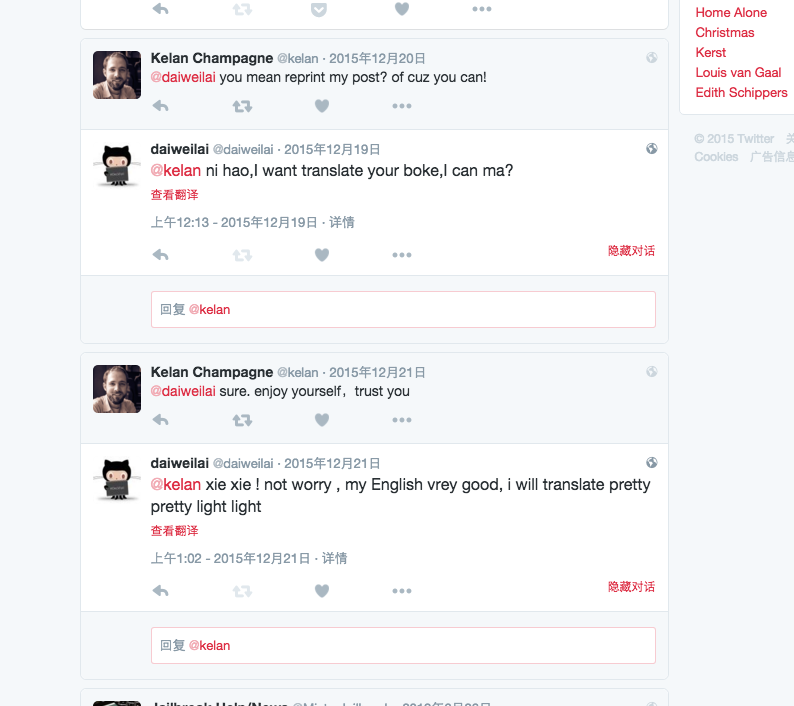 Home Alone
Christmas
Kerst
Louis van Gaal
Edith Schippers
© 2015 Twitter
Cookies 广告信息
Kelan Champagne @kelan · 2015年12月20日
@daiweilai you mean reprint my post? of cuz you can!
daiweilai @daiweilai · 2015年12月19日
@kelan ni hao,I want translate your boke,I can ma?
查看翻译
上午12:13 - 2015年12月19日 · 详情
隐藏对话
回复 @kelan
Kelan Champagne @kelan · 2015年12月21日
@daiweilai sure. enjoy yourself，trust you
daiweilai @daiweilai · 2015年12月21日
@kelan xie xie ! not worry , my English vrey good, i will translate pretty
pretty light light
查看翻译
上午1:02 - 2015年12月21日 · 详情
隐藏对话
回复 @kelan